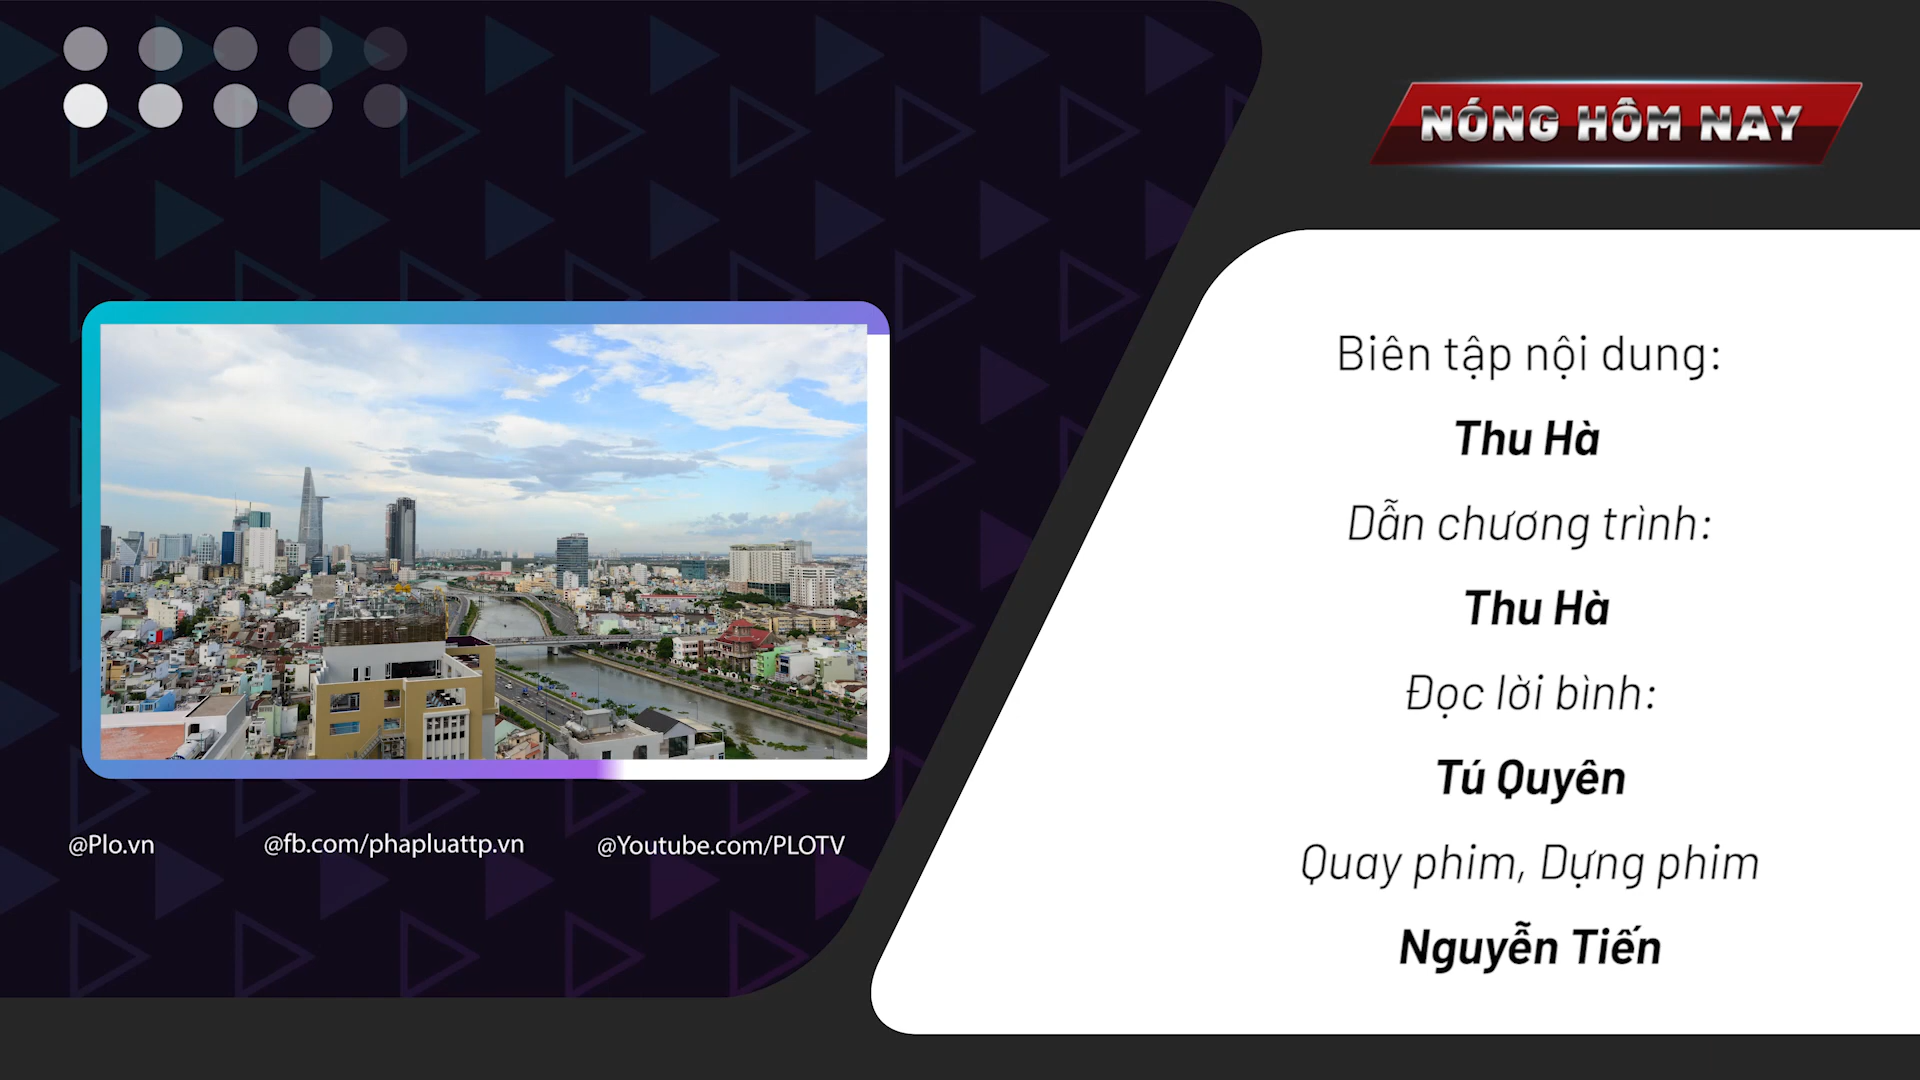 NÓNG HÔM NAY
Biên tập nội dung:
Thu Hà
Dẫn chương trình:
Thu Hà
Đọc lời bình:
Tú Quyên
Quay phim, Dựng phim
Nguyễn Tiến
@Plo.vn
@fb.com/phapluattp.vn
@Youtube.com/PLOTV